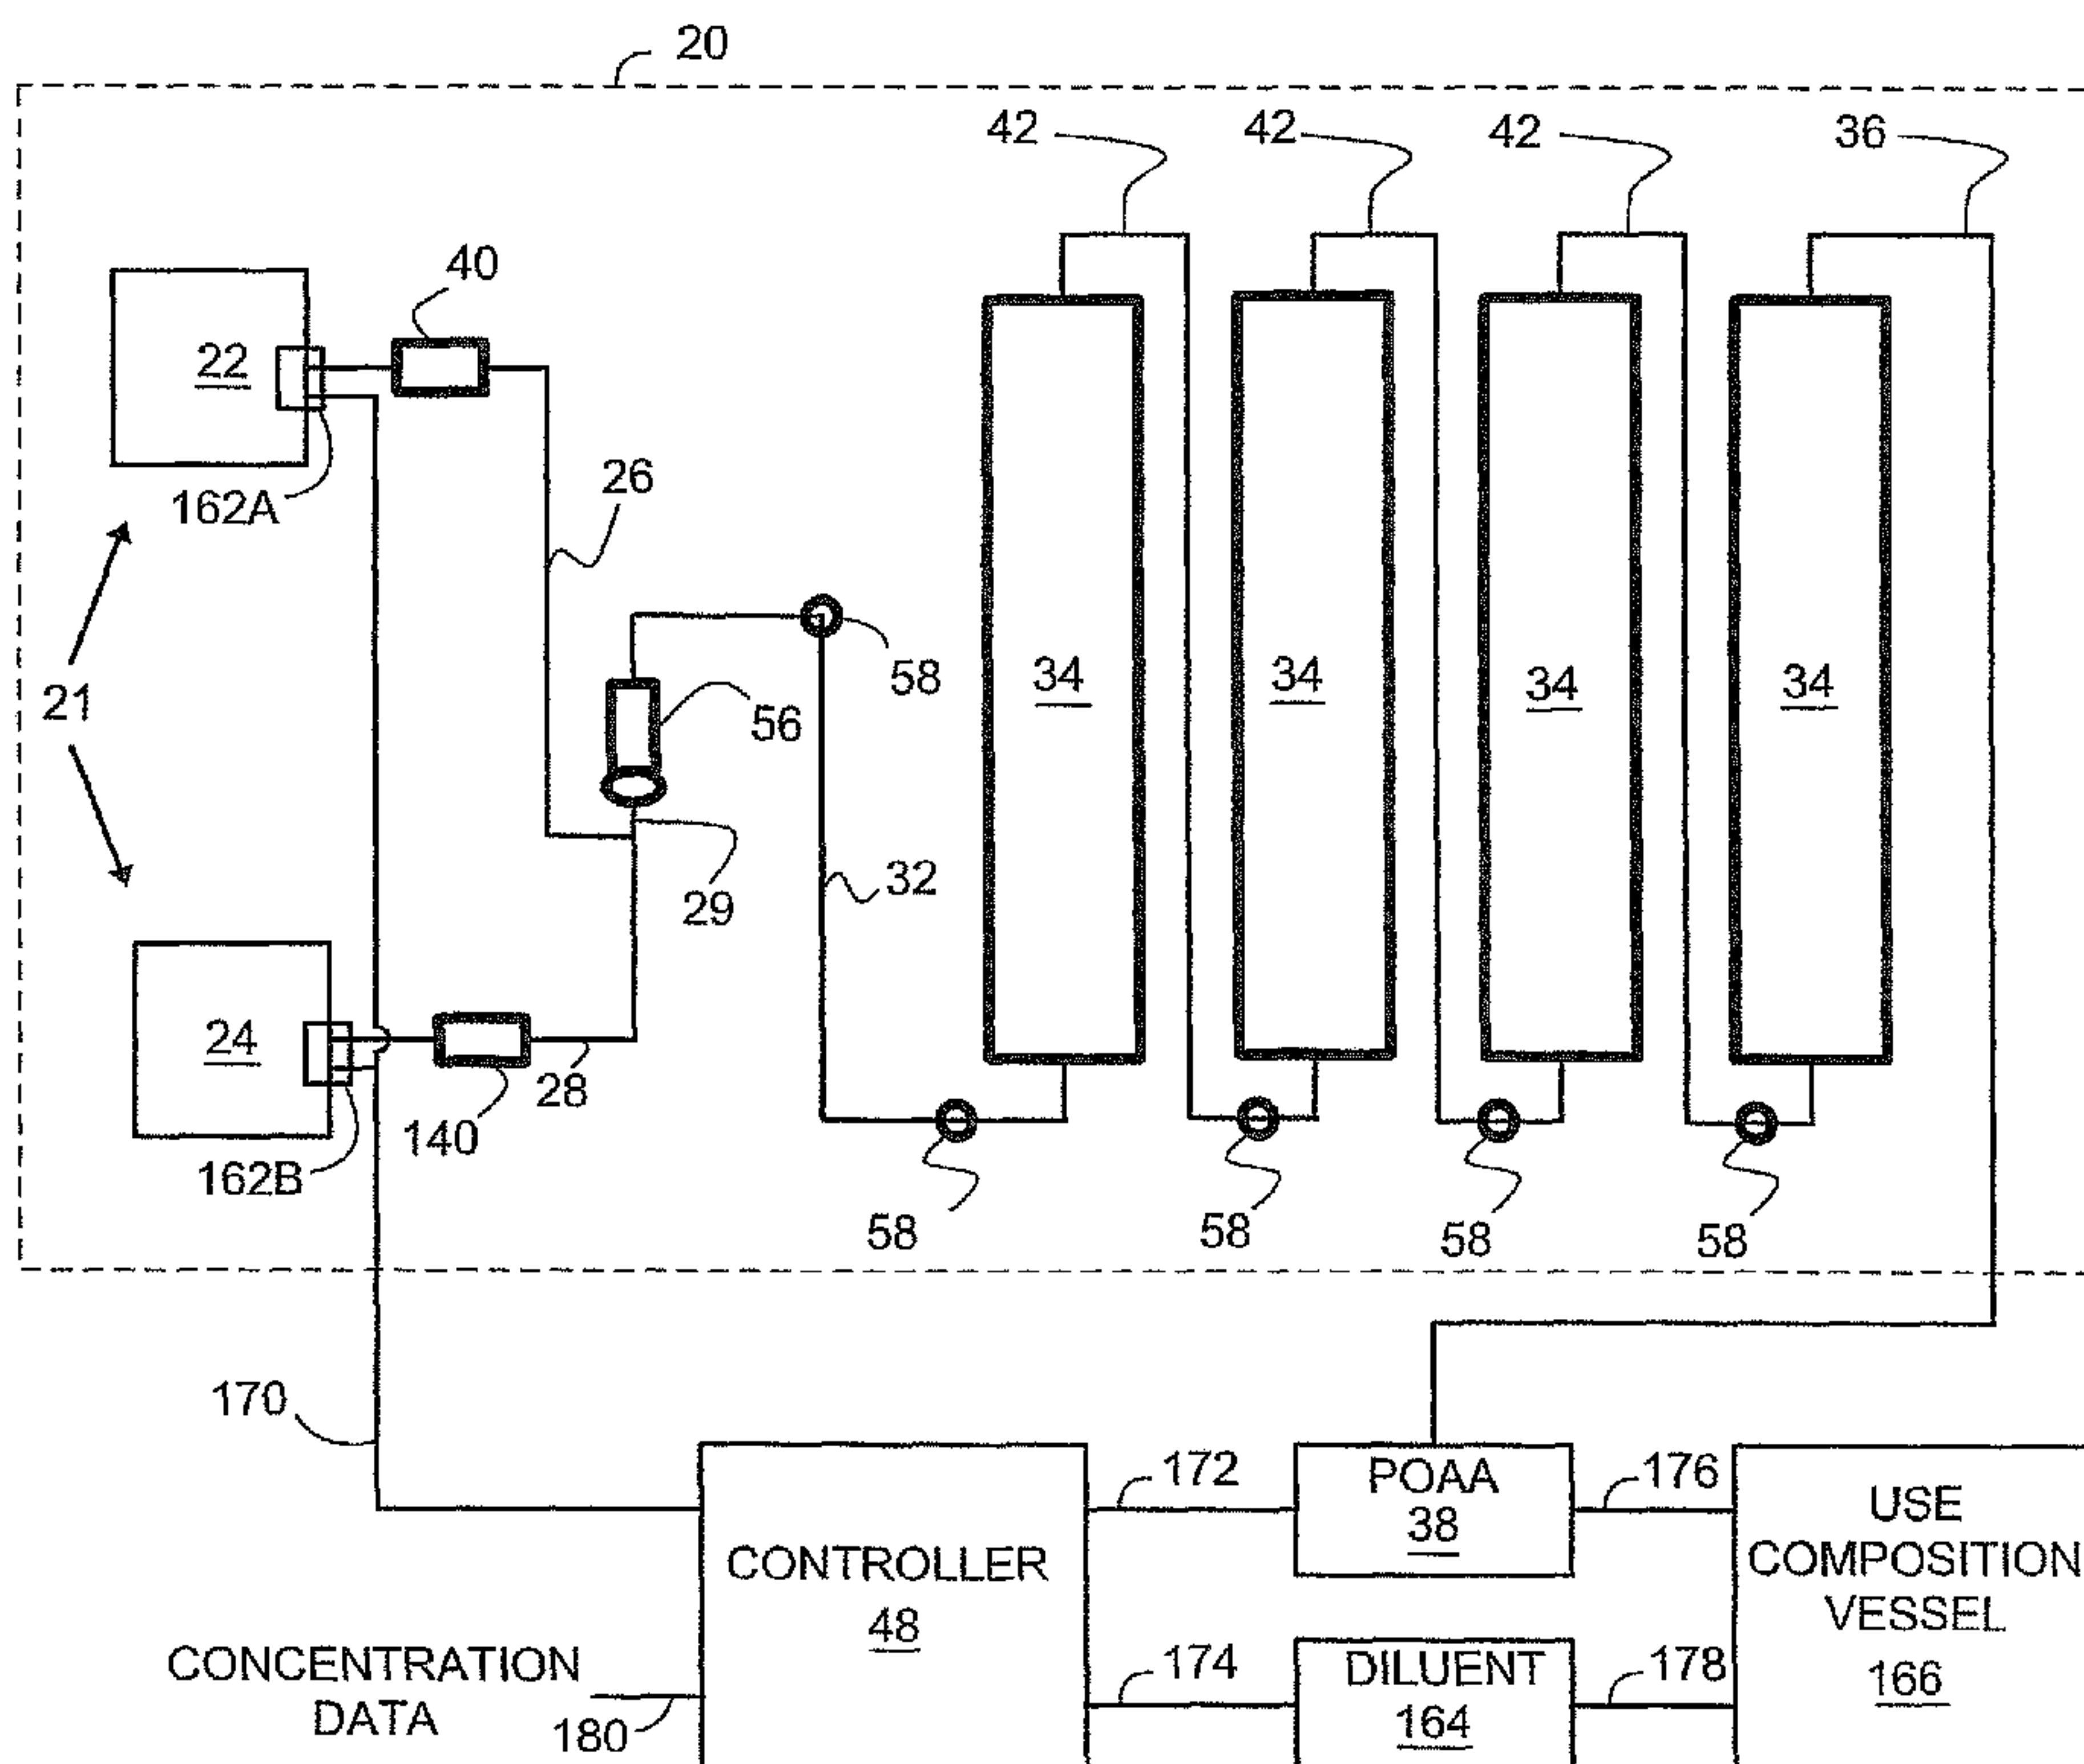 20
42 42 42 36
40
22
162A
26
21
58
34 34 34 34
56
32
29
24
28
140
162B
58 58 58 58
170
172
POAA
38
176
USE
COMPOSITION
VESSEL
166
CONTROLLER
48
174
DILUENT
164
178
CONCENTRATION
DATA
180